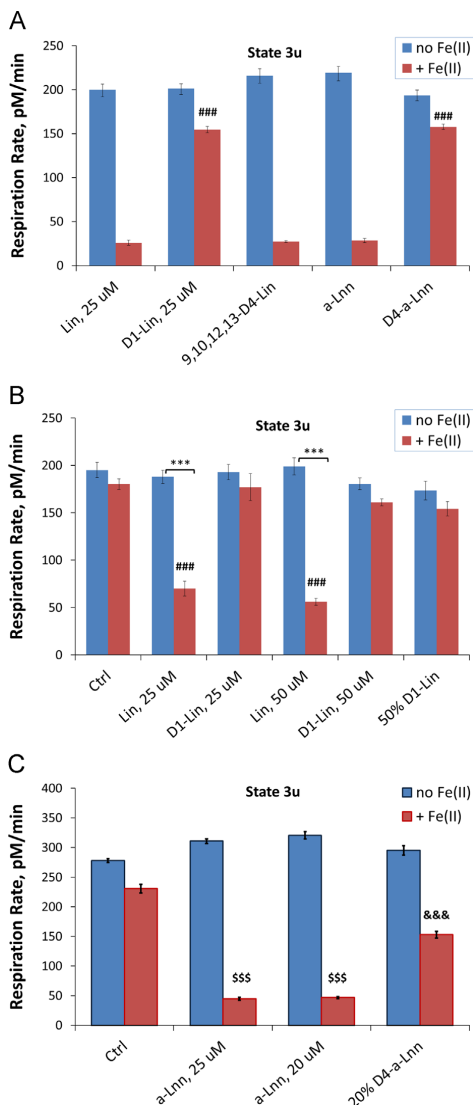 A
State 3u
no Fe(II)
+ Fe(II)
Respiration Rate, pM/min
250
200
150
100
50
0
###
###
Lin, 25 uM
D1-Lin, 25 uM
9,10,12,13-D4-Lin
a-Lnn
D4-a-Lnn
B
State 3u
no Fe(II)
+ Fe(II)
Respiration Rate, pM/min
250
200
150
100
50
0
***
###
***
###
Ctrl
Lin, 25 uM
D1-Lin, 25 uM
Lin, 50 uM
D1-Lin, 50 uM
50% D1-Lin
C
State 3u
no Fe(II)
+ Fe(II)
Respiration Rate, pM/min
400
350
300
250
200
150
100
50
0
$$$
$$$
&&&
Ctrl
a-Lnn, 25 uM
a-Lnn, 20 uM
20% D4-a-Lnn